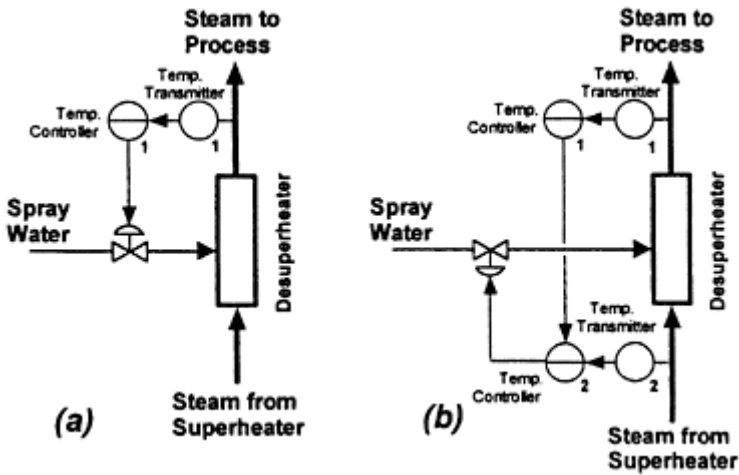 Steam to
Process
Temp.
Transmitter
Temp.
Controller
1
1
Spray
Water
Desuperheater
Steam from
Superheater
(a)
Steam to
Process
Temp.
Transmitter
Temp.
Controller
1
1
Spray
Water
Desuperheater
Temp.
Transmitter
Temp.
Controller
2
2
Steam from
Superheater
(b)